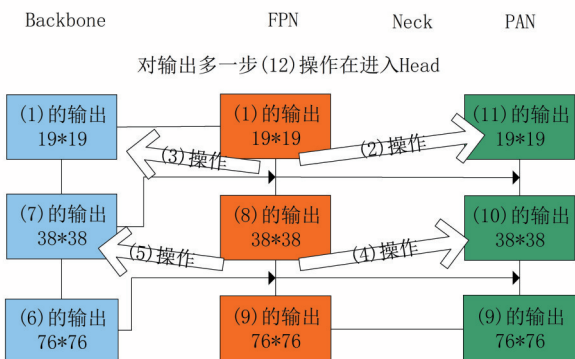 Backbone FPN Neck PAN
对输出多一步(12)操作在进入Head
(1)的输出 (1)的输出 (11)的输出
19*19 19*19 19*19
(3)操作 (2)操作
(7)的输出 (8)的输出 (10)的输出
38*38 38*38 38*38
(5)操作 (4)操作
(6)的输出 (9)的输出 (9)的输出
76*76 76*76 76*76